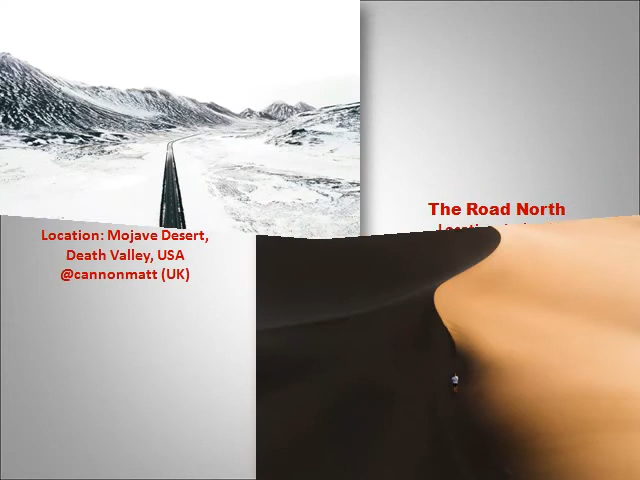 The Road North
Location: Mojave Desert,
Death Valley, USA
@cannonmatt (UK)